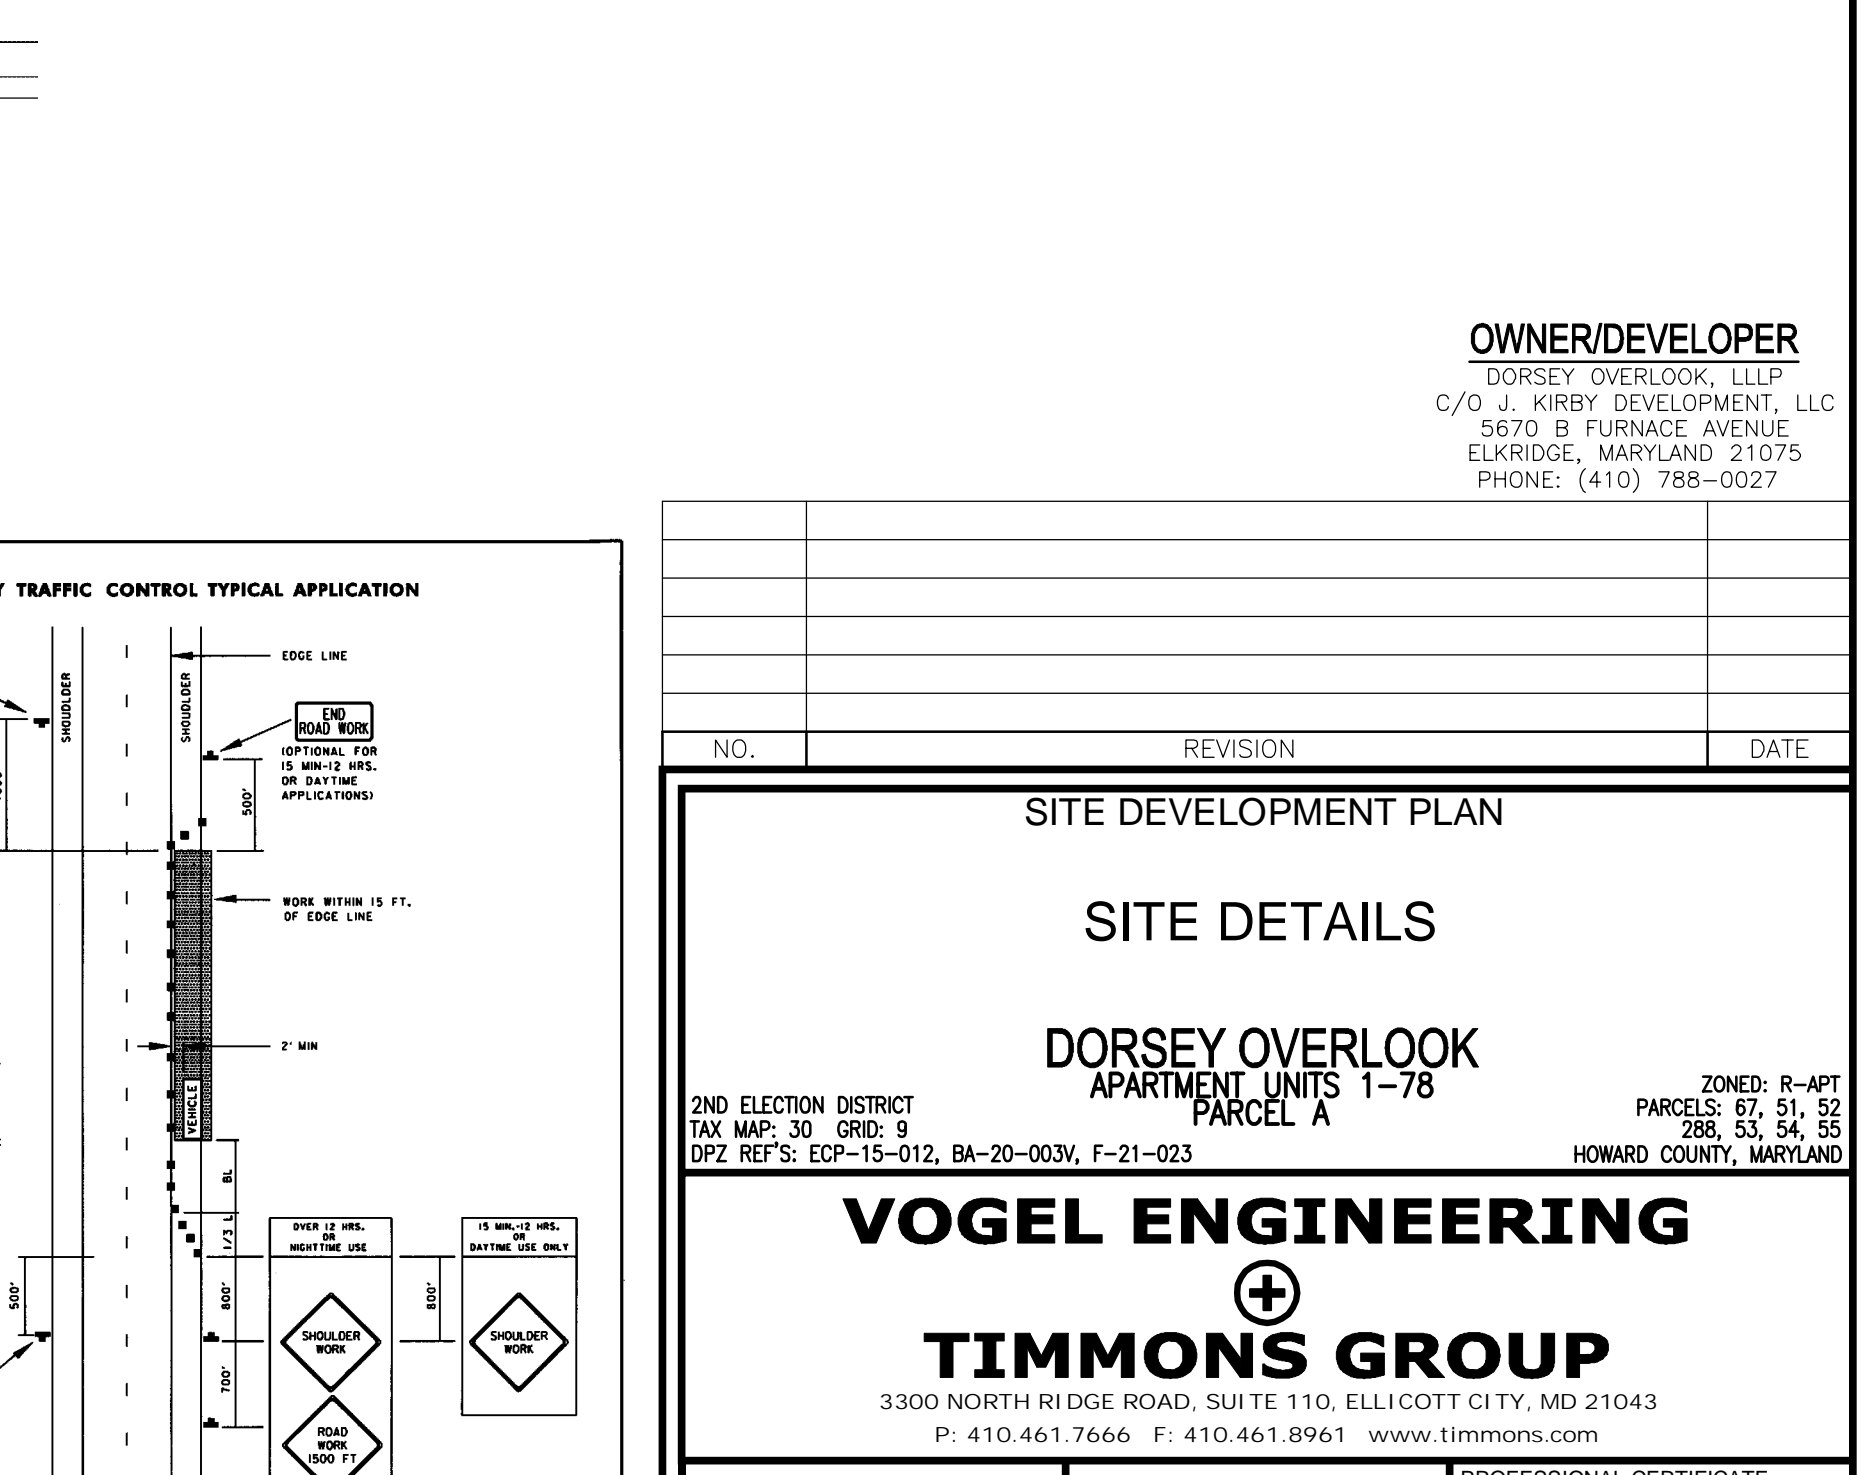 OWNER/DEVELOPER
DORSEY OVERLOOK, LLLP
C/O J. KIRBY DEVELOPMENT, LLC
5670 B FURNACE AVENUE
ELKRIDGE, MARYLAND 21075
PHONE: (410) 788-0027
NO. REVISION DATE
TRAFFIC CONTROL TYPICAL APPLICATION
SHOUDLDER
SHOUDLDER
EDGE LINE
END
ROAD WORK
(OPTIONAL FOR
15 MIN-12 HRS.
OR DAYTIME
APPLICATIONS)
500'
WORK WITHIN 15 FT.
OF EDGE LINE
2' MIN
VEHICLE
BL
1/3 L
500'
800'
700'
OVER 12 HRS.
OR
NIGHTTIME USE
SHOULDER
WORK
ROAD
WORK
1500 FT
800'
15 MIN.-12 HRS.
OR
DAYTIME USE ONLY
SHOULDER
WORK
SITE DEVELOPMENT PLAN
SITE DETAILS
DORSEY OVERLOOK
APARTMENT UNITS 1-78
PARCEL A
2ND ELECTION DISTRICT
TAX MAP: 30 GRID: 9
DPZ REF'S: ECP-15-012, BA-20-003V, F-21-023
ZONED: R-APT
PARCELS: 67, 51, 52
288, 53, 54, 55
HOWARD COUNTY, MARYLAND
VOGEL ENGINEERING
+
TIMMONS GROUP
3300 NORTH RIDGE ROAD, SUITE 110, ELLICOTT CITY, MD 21043
P: 410.461.7666 F: 410.461.8961 www.timmons.com
PROFESSIONAL CERTIFICATE